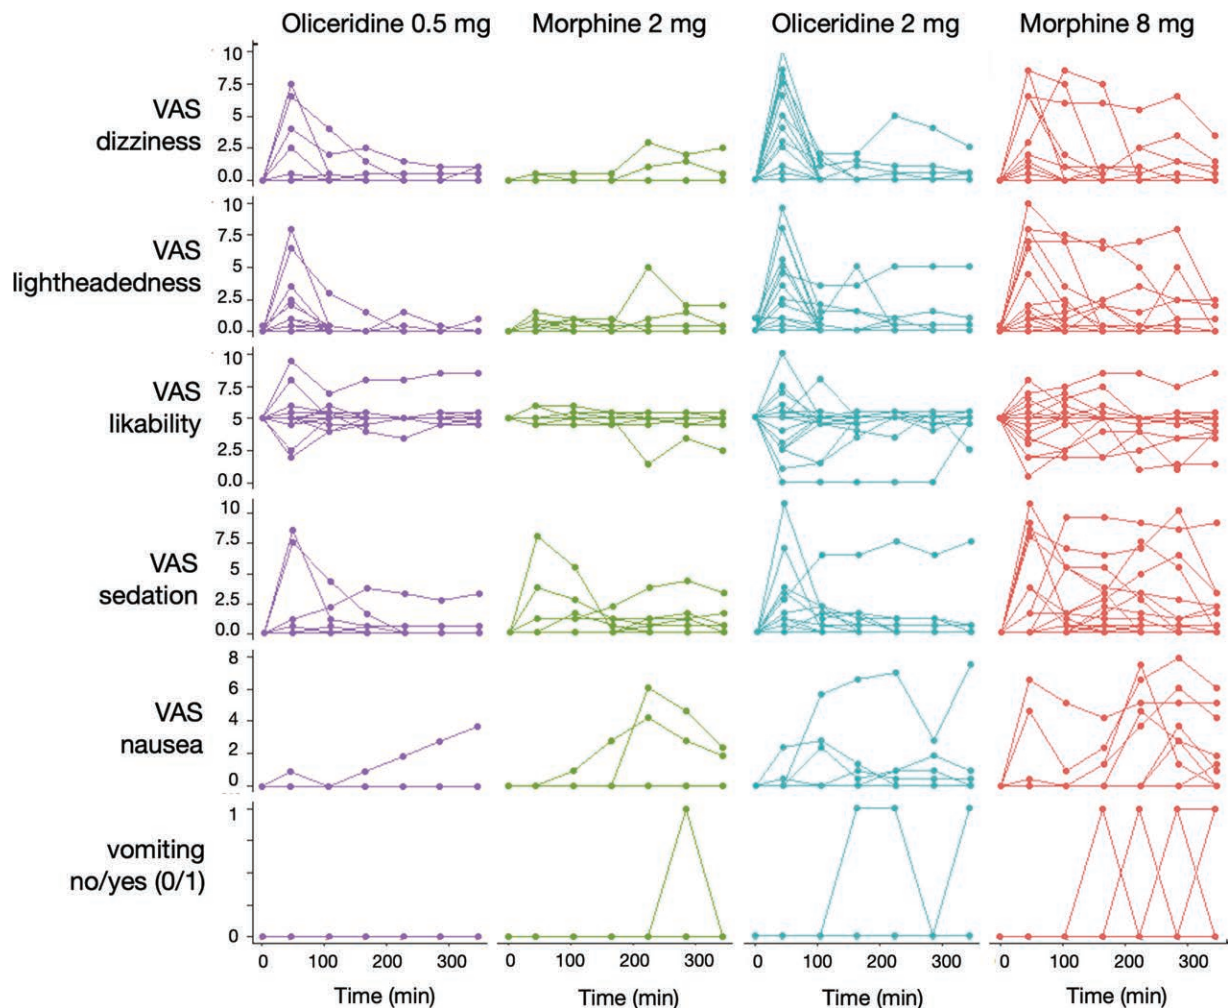 Oliceridine 0.5 mg Morphine 2 mg Oliceridine 2 mg Morphine 8 mg
VAS
dizziness
10
7.5
5
2.5
0.0
VAS
lightheadedness
10
7.5
5
2.5
0.0
VAS
likability
10
7.5
5
2.5
0.0
VAS
sedation
10
7.5
5
2.5
0.0
VAS
nausea
8
6
4
2
0
vomiting
no/yes (0/1)
1
0
0 100 200 300 0 100 200 300 0 100 200 300 0 100 200 300
Time (min) Time (min) Time (min) Time (min)